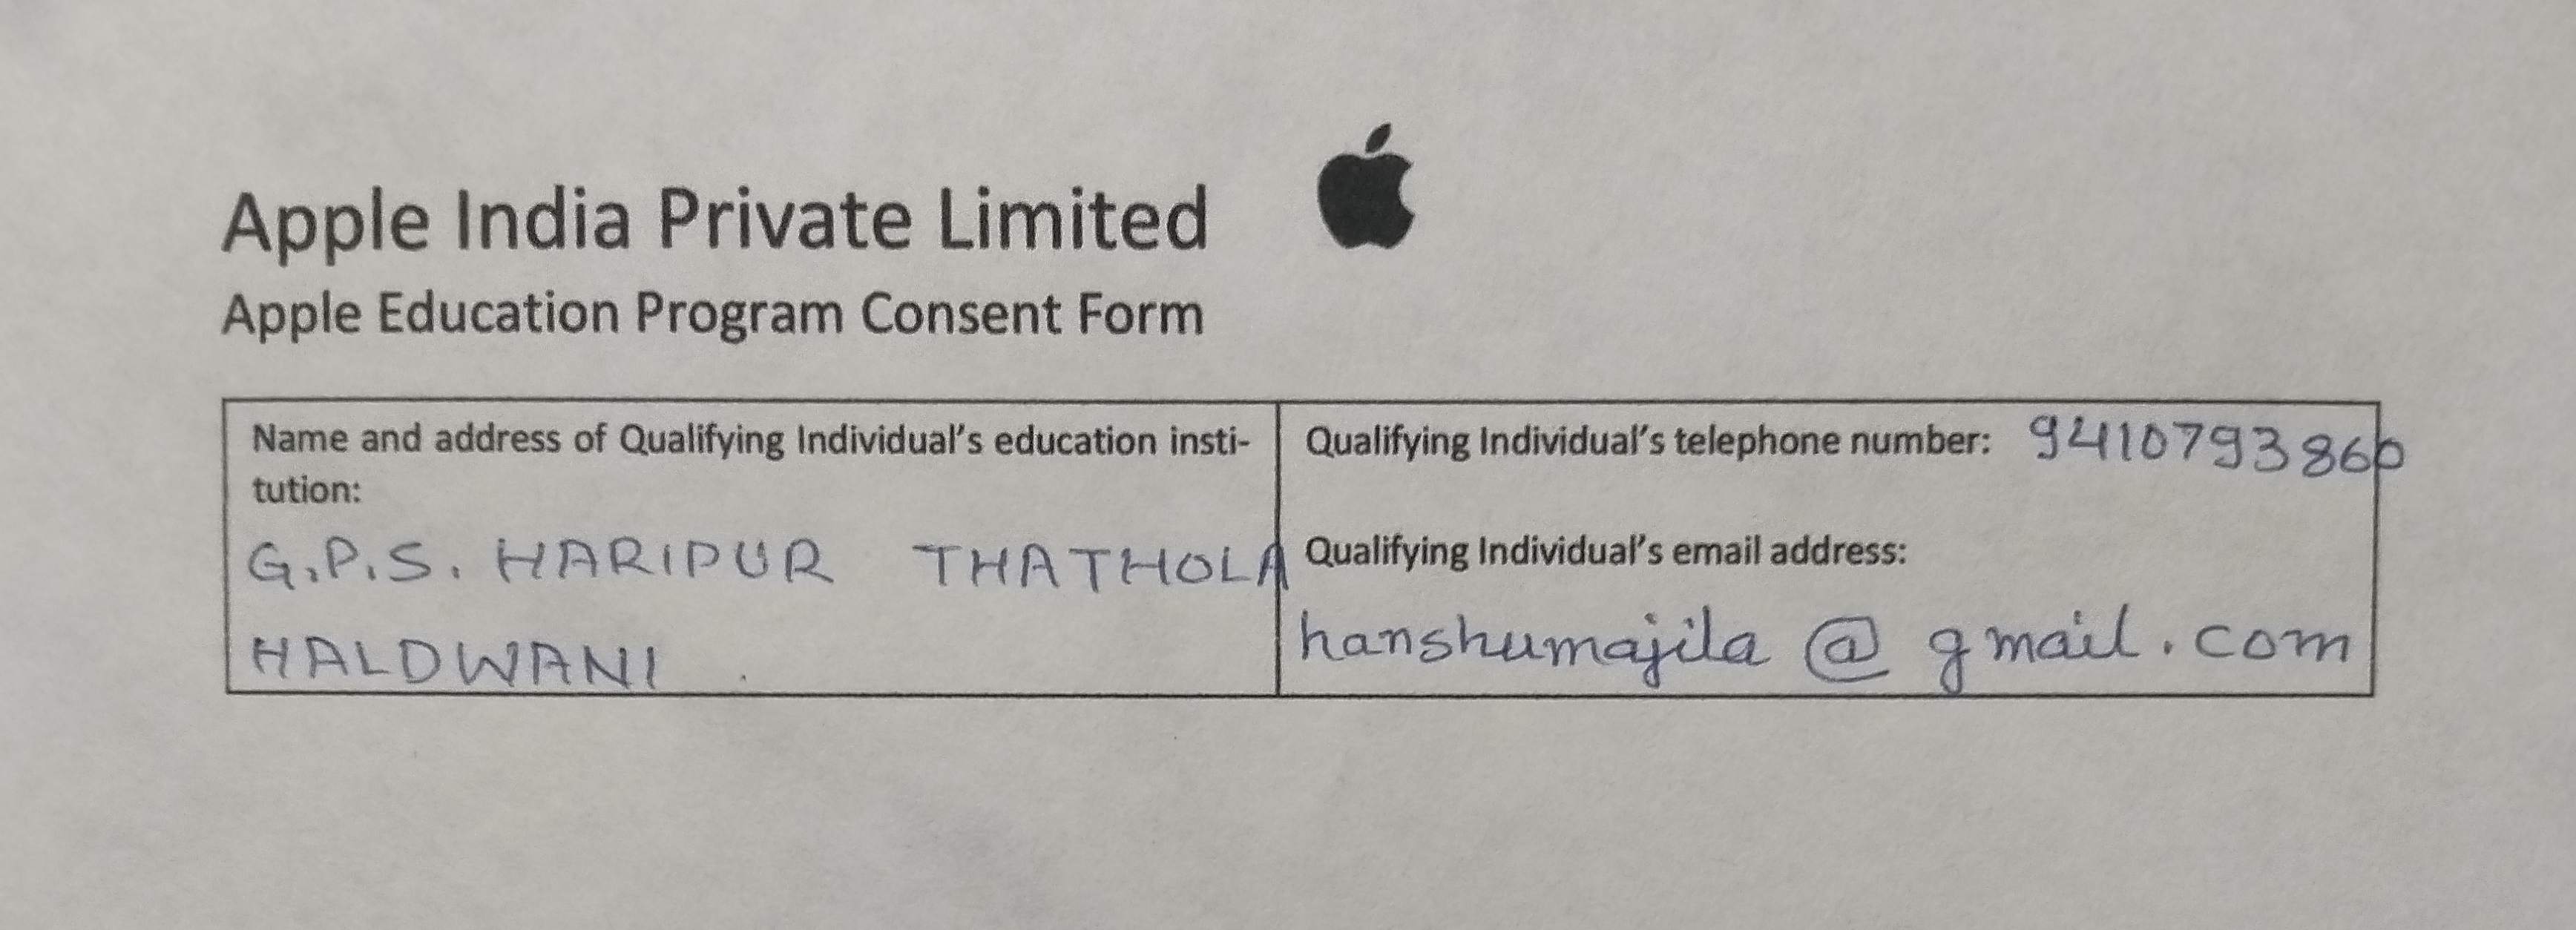 Apple India Private Limited
Apple Education Program Consent Form
Name and address of Qualifying Individual's education insti-
tution:
G.P.S. HARIPUR THATHOLA
HALDWANI
Qualifying Individual's telephone number: 9410793860
Qualifying Individual's email address:
hanshumajila @ gmail.com